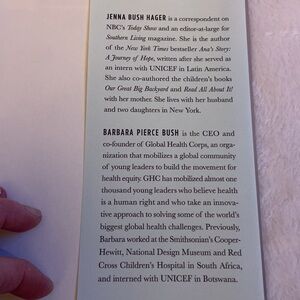 JENNA BUSH HAGER is a correspondent on
NBC's Today Show and an editor-at-large for
Southern Living magazine. She is the author
of the New York Times bestseller Ana's Story:
A Journey of Hope, written after she served as
an intern with UNICEF in Latin America.
She also co-authored the children's books
Our Great Big Backyard and Read All About It!
with her mother. She lives with her husband
and two daughters in New York.
BARBARA PIERCE BUSH is the CEO and
co-founder of Global Health Corps, an orga-
nization that mobilizes a global community
of young leaders to build the movement for
health equity. GHC has mobilized almost one
thousand young leaders who believe health
is a human right and who take an innova-
tive approach to solving some of the world's
biggest global health challenges. Previously,
Barbara worked at the Smithsonian's Cooper-
Hewitt, National Design Museum and Red
Cross Children's Hospital in South Africa,
and interned with UNICEF in Botswana.